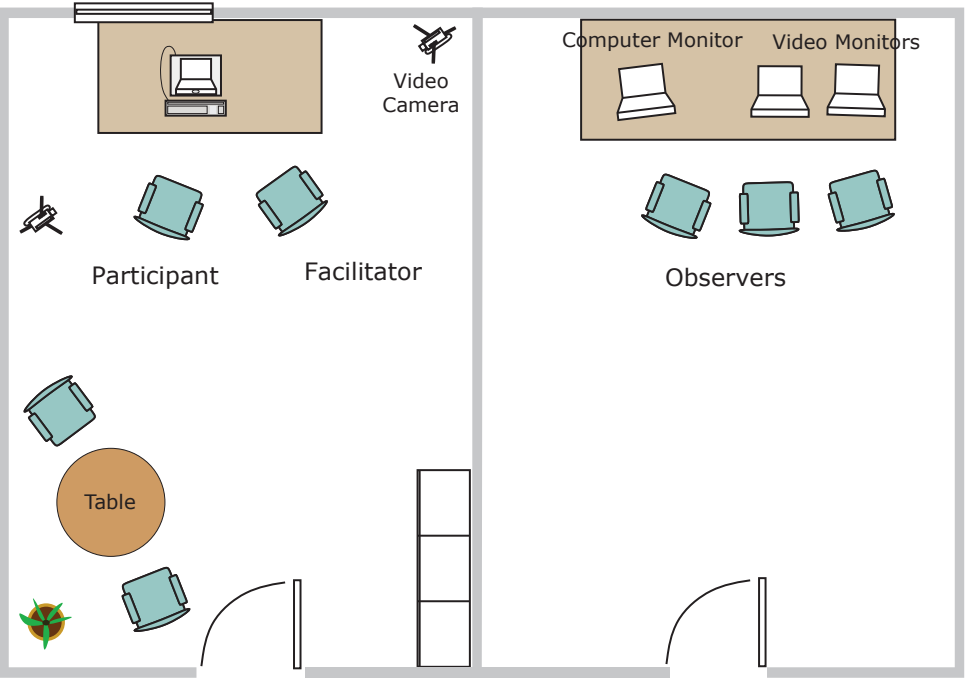 Computer Monitor
Video Monitors
Video
Camera
Participant
Facilitator
Observers
Table